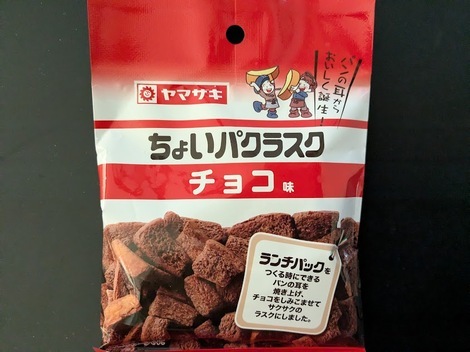 パンの耳から
おいしく誕生!
ヤマザキ
ちょいパクラスク
チョコ味
ランチパックを
つくる時にできる
パンの耳を
焼き上げ、
チョコをしみこませて
サクサクの
ラスクにしました。